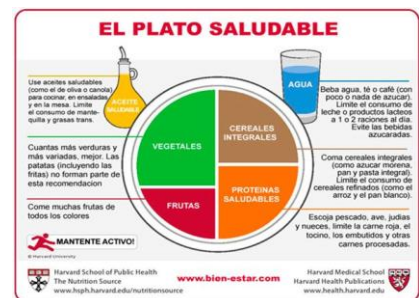 EL PLATO SALUDABLE
Use aceites saludables
(como el de oliva o canola)
para cocinar, en ensaladas
y en la mesa. Limite
el consumo de mante-
quilla y grasas trans.
ACEITE
SALUDABLE
AGUA
Beba agua, té o café (con
poco o nada de azucar).
Limite el consumo de
leche o productos lacteos
a 1 o 2 raciones al día.
Evite las bebidas
azucaradas.
Cuantas más verduras y
más variadas, mejor. Las
patatas (incluyendo las
fritas) no forman parte de
esta recomendacion
VEGETALES
CEREALES
INTEGRALES
Coma cereales integrales
(como azucar morena,
pan y pasta integral).
Limite el consumo de
cereales refinados (como el
arroz y el pan blanco).
Come muchas frutas de
todos los colores
FRUTAS
PROTEINAS
SALUDABLES
Escoja pescado, ave, judias
y nueces, limite la carne roja, el
tocino, los embutidos y otras
carnes procesadas.
MANTENTE ACTIVO!
© Harvard University
Harvard School of Public Health
The Nutrition Source
www.hsph.harvard.edu/nutritionsource
www.bien-estar.com
Harvard Medical School
Harvard Health Publications
www.health.harvard.edu